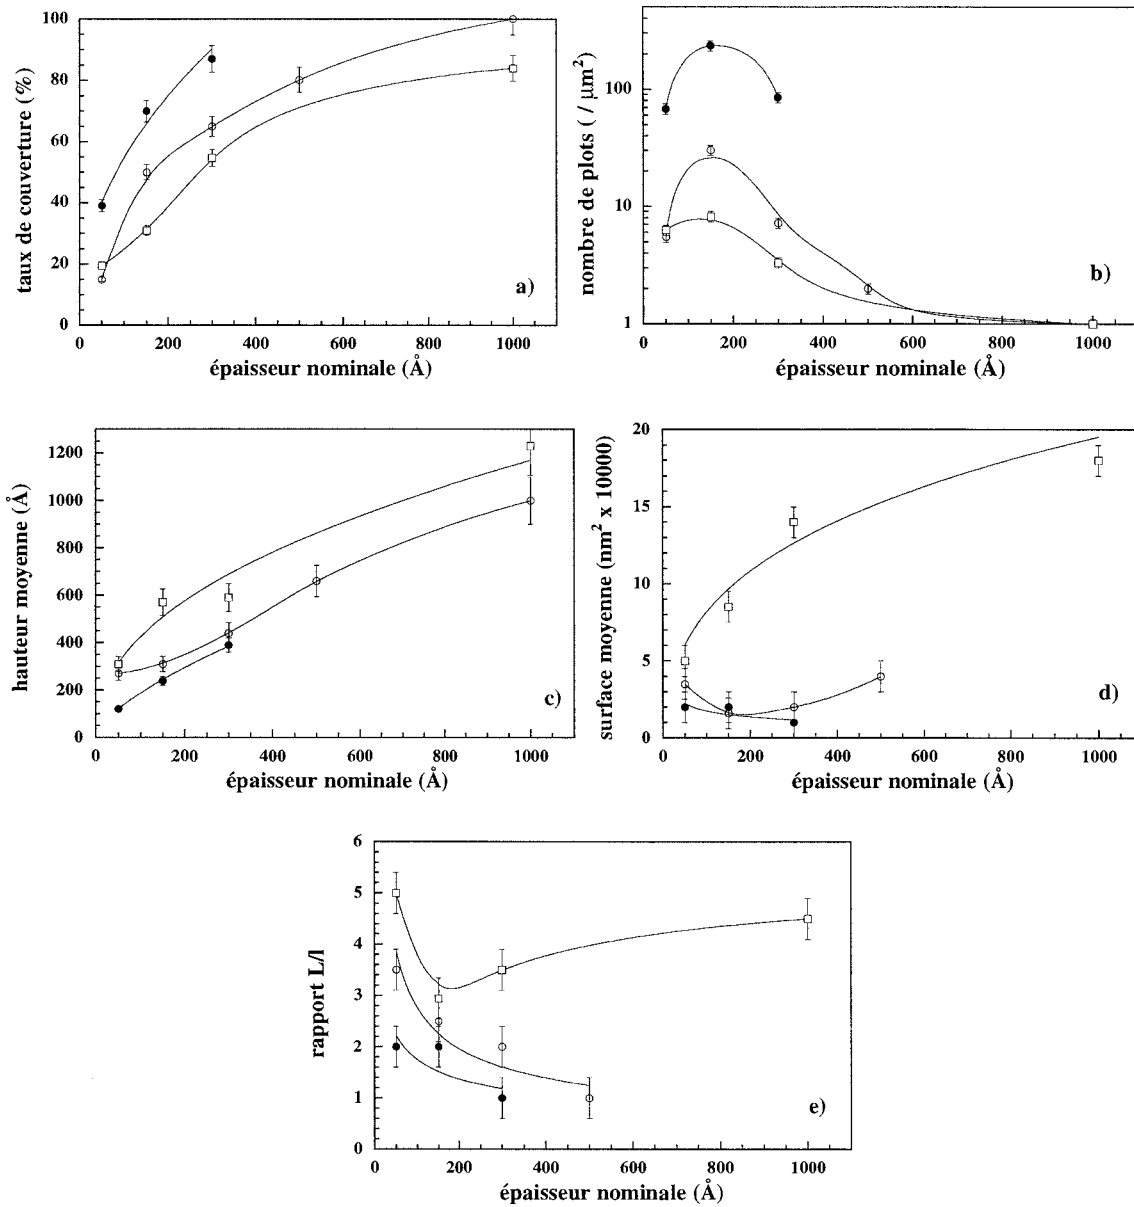 100
80
60
40
20
0
0 200 400 600 800 1000
taux de couverture (%)
épaisseur nominale (Å)
a)
100
10
1
0 200 400 600 800 1000
nombre de plots ( / µm²)
épaisseur nominale (Å)
b)
1200
1000
800
600
400
200
0
0 200 400 600 800 1000
hauteur moyenne (Å)
épaisseur nominale (Å)
c)
20
15
10
5
0
0 200 400 600 800 1000
surface moyenne (nm² x 10000)
épaisseur nominale (Å)
d)
6
5
4
3
2
1
0
0 200 400 600 800 1000
rapport L/l
épaisseur nominale (Å)
e)